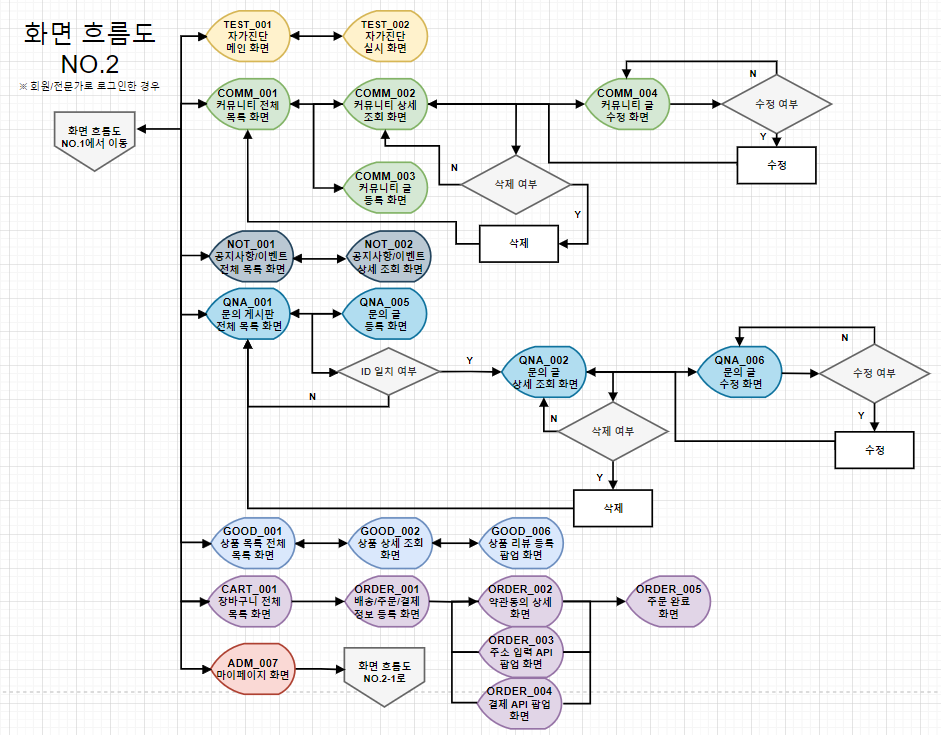 화면 흐름도
NO.2
※ 회원/전문가로 로그인한 경우
화면 흐름도
NO.1에서 이동
TEST_001
자가진단
메인 화면
TEST_002
자가진단
실시 화면
COMM_001
커뮤니티 전체
목록 화면
COMM_002
커뮤니티 상세
조회 화면
COMM_004
커뮤니티 글
수정 화면
N
수정 여부
Y
수정
COMM_003
커뮤니티 글
등록 화면
N
삭제 여부
Y
삭제
NOT_001
공지사항/이벤트
전체 목록 화면
NOT_002
공지사항/이벤트
상세 조회 화면
QNA_001
문의 게시판
전체 목록 화면
QNA_005
문의 글
등록 화면
ID 일치 여부
Y
N
QNA_002
문의 글
상세 조회 화면
QNA_006
문의 글
수정 화면
N
수정 여부
Y
수정
N
삭제 여부
Y
삭제
GOOD_001
상품 목록 전체
목록 화면
GOOD_002
상품 상세 조회
화면
GOOD_006
상품 리뷰 등록
팝업 화면
CART_001
장바구니 전체
목록 화면
ORDER_001
배송/주문/결제
정보 등록 화면
ORDER_002
약관동의 상세
화면
ORDER_005
주문 완료
화면
ORDER_003
주소 입력 API
팝업 화면
ORDER_004
결제 API 팝업
화면
ADM_007
마이페이지 화면
화면 흐름도
NO.2-1로